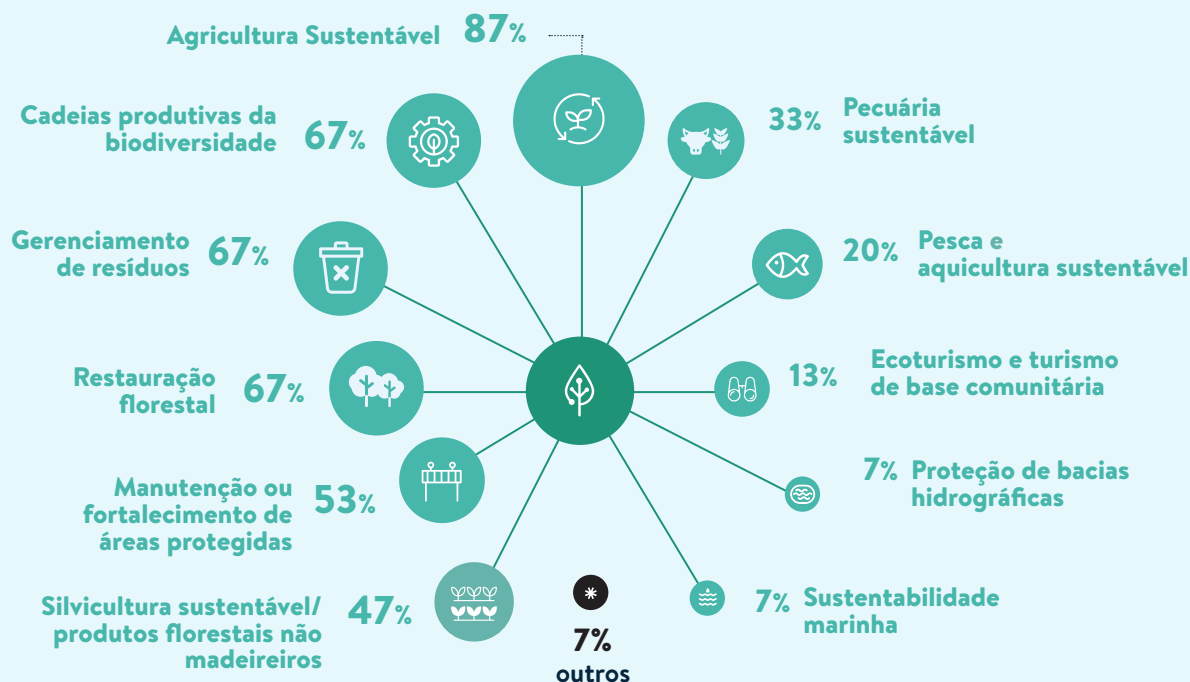 Agricultura Sustentável 87%
Cadeias produtivas da
biodiversidade
67%
Gerenciamento
de resíduos
67%
Restauração
florestal
67%
Manutenção ou
fortalecimento de
áreas protegidas
53%
Silvicultura sustentável/
produtos florestais não
madeireiros
47%
33%
Pecuária
sustentável
20%
Pesca e
aquicultura sustentável
13%
Ecoturismo e turismo
de base comunitária
7%
Proteção de bacias
hidrográficas
7%
Sustentabilidade
marinha
7%
outros